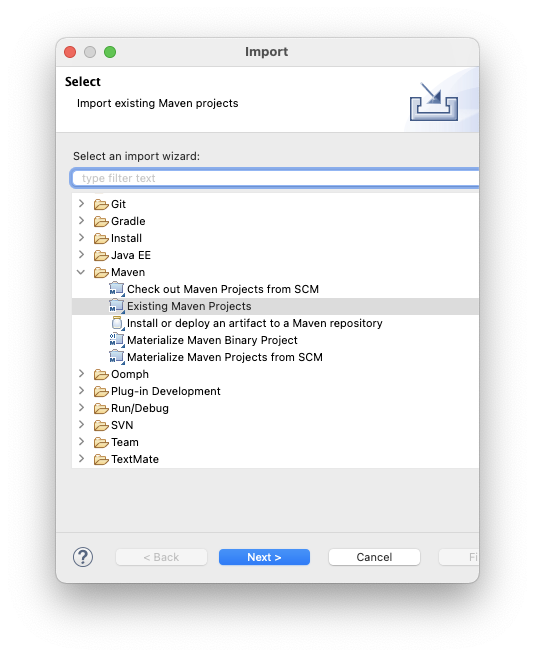 Import
Select
Import existing Maven projects
Select an import wizard:
type filter text
Git
Gradle
Install
Java EE
Maven
Check out Maven Projects from SCM
Existing Maven Projects
Install or deploy an artifact to a Maven repository
Materialize Maven Binary Project
Materialize Maven Projects from SCM
Oomph
Plug-in Development
Run/Debug
SVN
Team
TextMate
? < Back Next > Cancel Fi